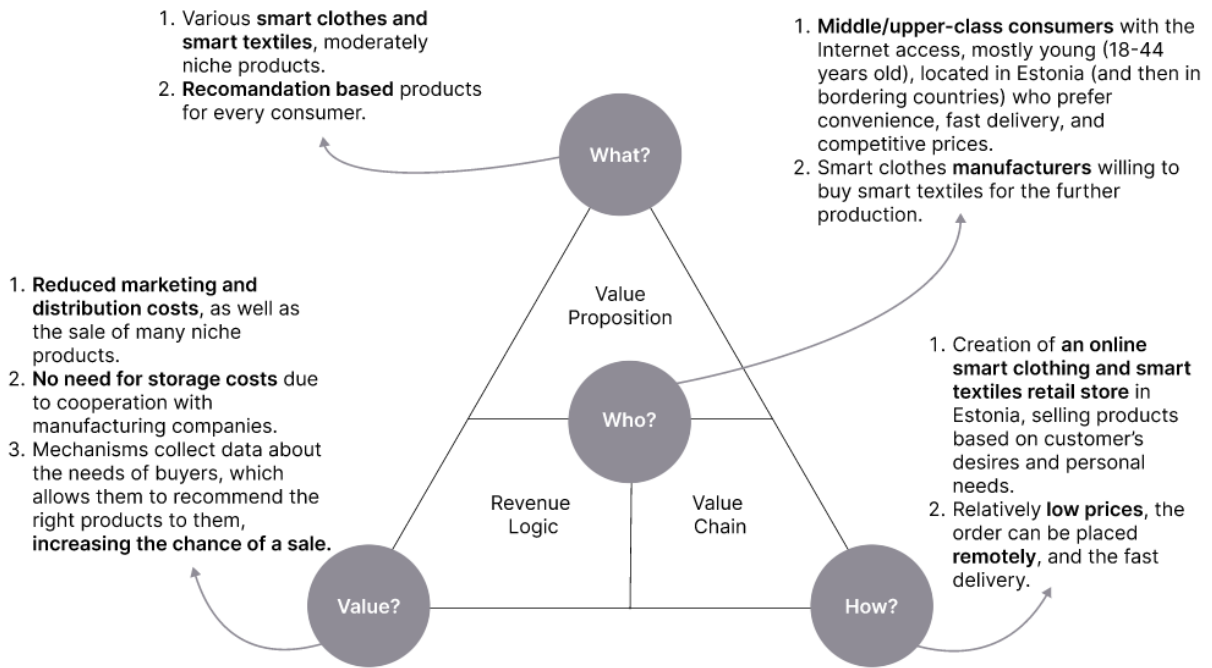 1. Various smart clothes and
smart textiles, moderately
niche products.
2. Recomandation based products
for every consumer.
What?
1. Middle/upper-class consumers with the
Internet access, mostly young (18-44
years old), located in Estonia (and then in
bordering countries) who prefer
convenience, fast delivery, and
competitive prices.
2. Smart clothes manufacturers willing to
buy smart textiles for the further
production.
Value
Proposition
Who?
1. Reduced marketing and
distribution costs, as well as
the sale of many niche
products.
2. No need for storage costs due
to cooperation with
manufacturing companies.
3. Mechanisms collect data about
the needs of buyers, which
allows them to recommend the
right products to them,
increasing the chance of a sale.
Revenue
Logic
Value
Chain
1. Creation of an online
smart clothing and smart
textiles retail store in
Estonia, selling products
based on customer’s
desires and personal
needs.
2. Relatively low prices, the
order can be placed
remotely, and the fast
delivery.
Value?
How?